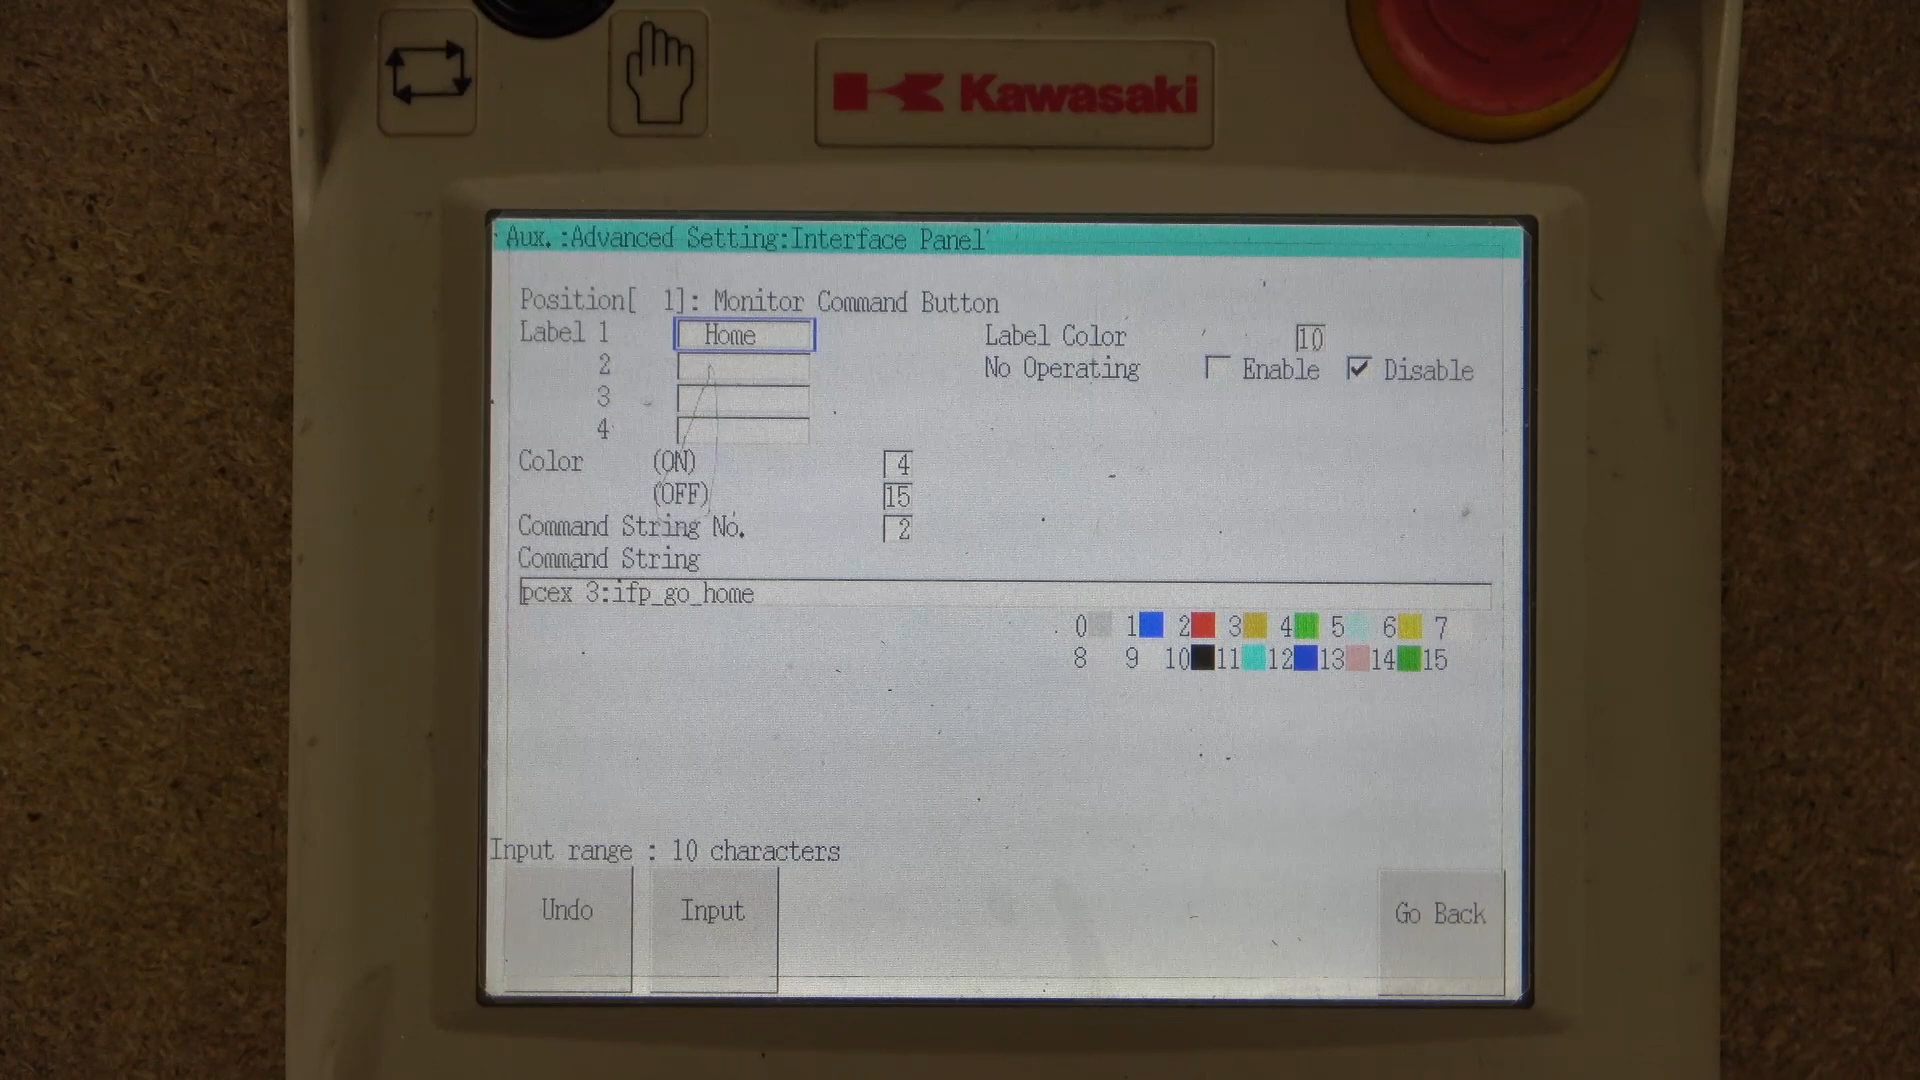 Kawasaki
Aux.:Advanced Setting:Interface Panel
Position[ 1]: Monitor Command Button
Label 1 Home Label Color 10
2 No Operating Enable Disable
3
4
Color (ON) 4
(OFF) 15
Command String No. 2
Command String
pcex 3:ifp_go_home
0 1 2 3 4 5 6 7
8 9 10 11 12 13 14 15
Input range : 10 characters
Undo Input Go Back